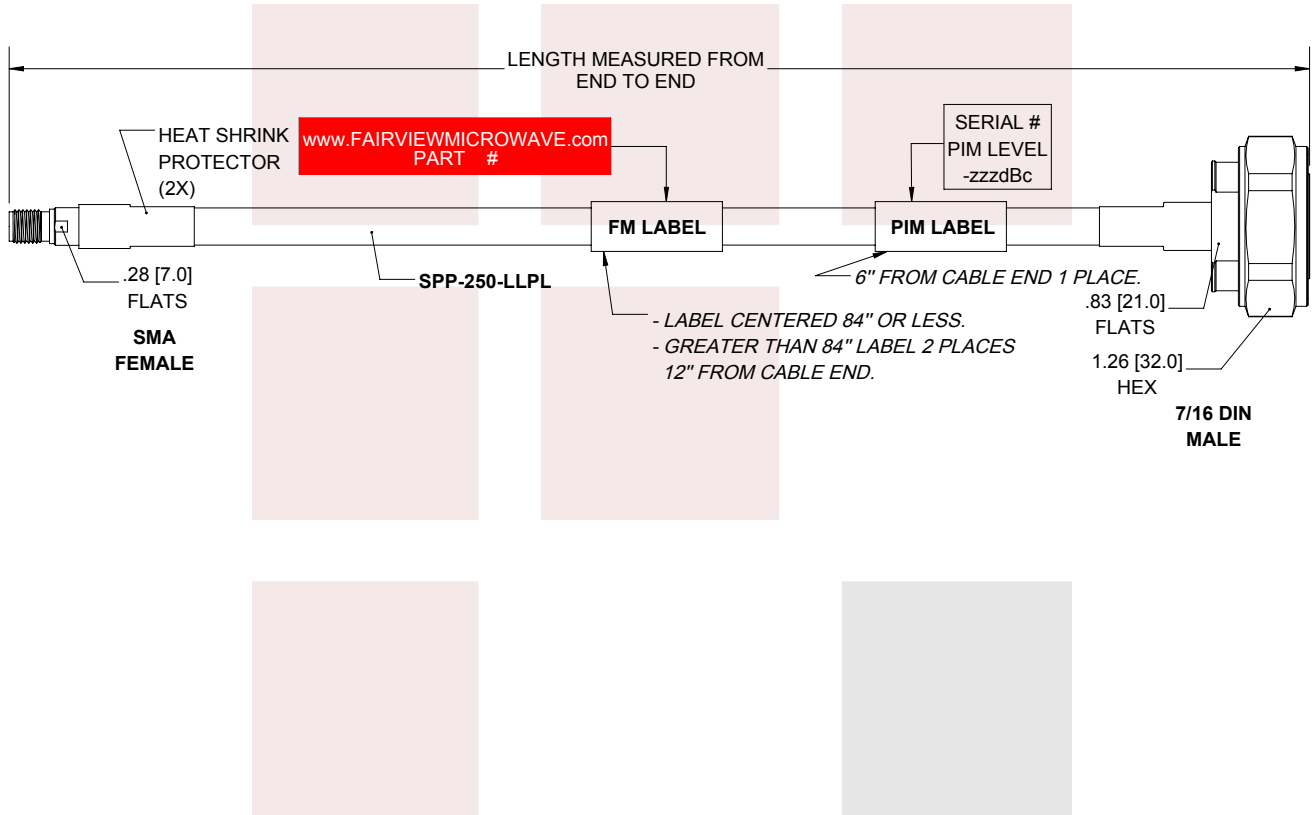 LENGTH MEASURED FROM
END TO END
HEAT SHRINK
PROTECTOR
(2X)
www.FAIRVIEWMICROWAVE.com
PART #
SERIAL #
PIM LEVEL
-zzzdBc
FM LABEL
PIM LABEL
.28 [7.0]
FLATS
SMA
FEMALE
SPP-250-LLPL
6" FROM CABLE END 1 PLACE.
- LABEL CENTERED 84" OR LESS.
- GREATER THAN 84" LABEL 2 PLACES
12" FROM CABLE END.
.83 [21.0]
FLATS
1.26 [32.0]
HEX
7/16 DIN
MALE